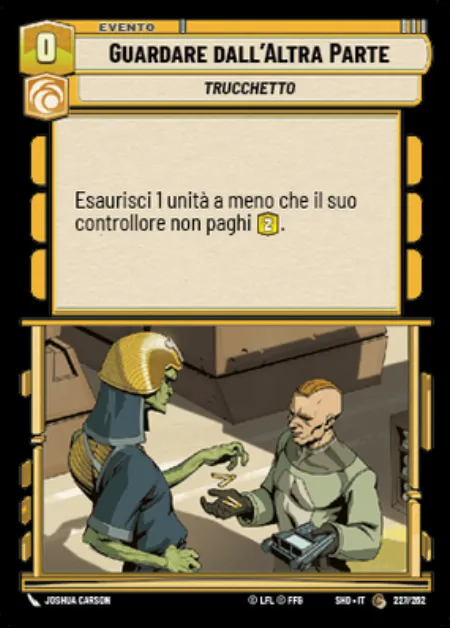 EVENTO
0
GUARDARE DALL'ALTRA PARTE
TRUCCHETTO
Esaurisci 1 unità a meno che il suo
controllore non paghi 2.
JOSHUA CARSON
© LFL © FFG
SHD • IT
C
227/262